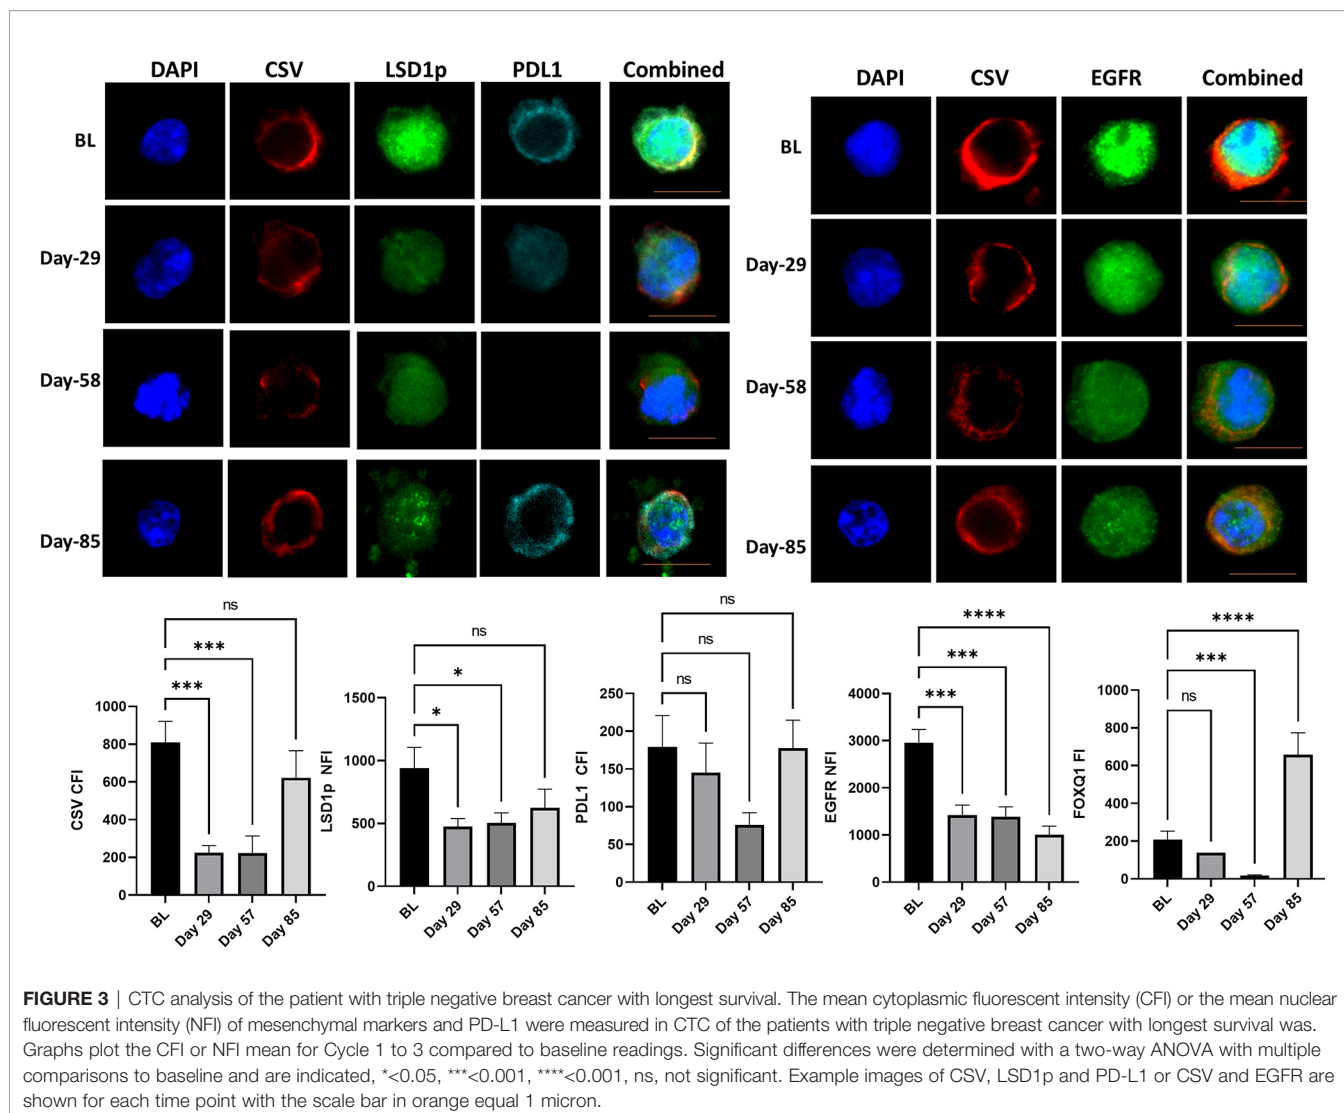 DAPI CSV LSD1p PDL1 Combined
BL
Day-29
Day-58
Day-85
DAPI CSV EGFR Combined
BL
Day-29
Day-58
Day-85
ns
***
***
CSV CFI
1000
800
600
400
200
0
BL Day 29 Day 57 Day 85
ns
*
*
LSD1p NFI
1500
1000
500
0
BL Day 29 Day 57 Day 85
ns
ns
ns
PDL1 CFI
250
200
150
100
50
0
BL Day 29 Day 57 Day 85
****
***
***
EGFR NFI
4000
3000
2000
1000
0
BL Day 29 Day 57 Day 85
****
***
ns
FOXQ1 FI
1000
800
600
400
200
0
BL Day 29 Day 57 Day 85
FIGURE 3 | CTC analysis of the patient with triple negative breast cancer with longest survival. The mean cytoplasmic fluorescent intensity (CFI) or the mean nuclear
fluorescent intensity (NFI) of mesenchymal markers and PD-L1 were measured in CTC of the patients with triple negative breast cancer with longest survival was.
Graphs plot the CFI or NFI mean for Cycle 1 to 3 compared to baseline readings. Significant differences were determined with a two-way ANOVA with multiple
comparisons to baseline and are indicated, *<0.05, ***<0.001, ****<0.001, ns, not significant. Example images of CSV, LSD1p and PD-L1 or CSV and EGFR are
shown for each time point with the scale bar in orange equal 1 micron.